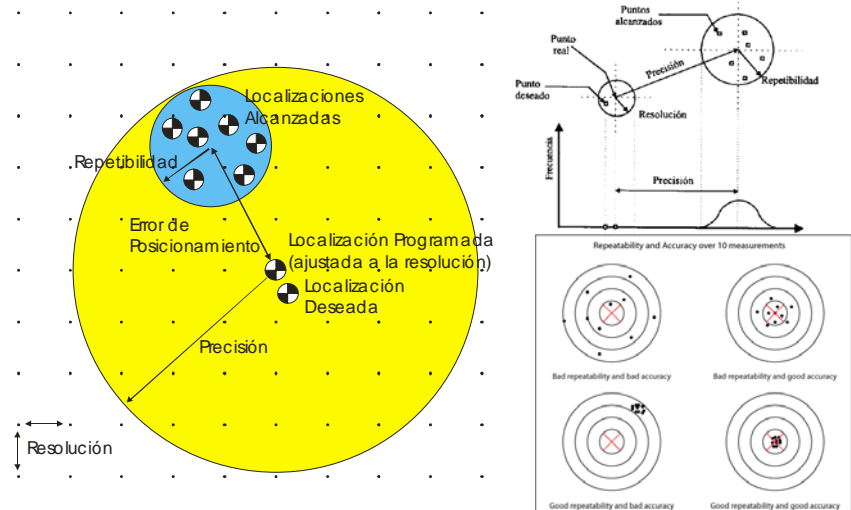 Localizaciones
Alcanzadas
Repetibilidad
Error de
Posicionamiento
Localización Programada
(ajustada a la resolución)
Localización
Deseada
Precisión
Resolución
Puntos
alcanzados
Punto
real
Precisión
Repetibilidad
Punto
deseado
Resolución
Frecuencia
Precisión
Repeatability and Accuracy over 10 measurements
Bad repeatability and bad accuracy
Bad repeatability and good accuracy
Good repeatability and bad accuracy
Good repeatability and good accuracy